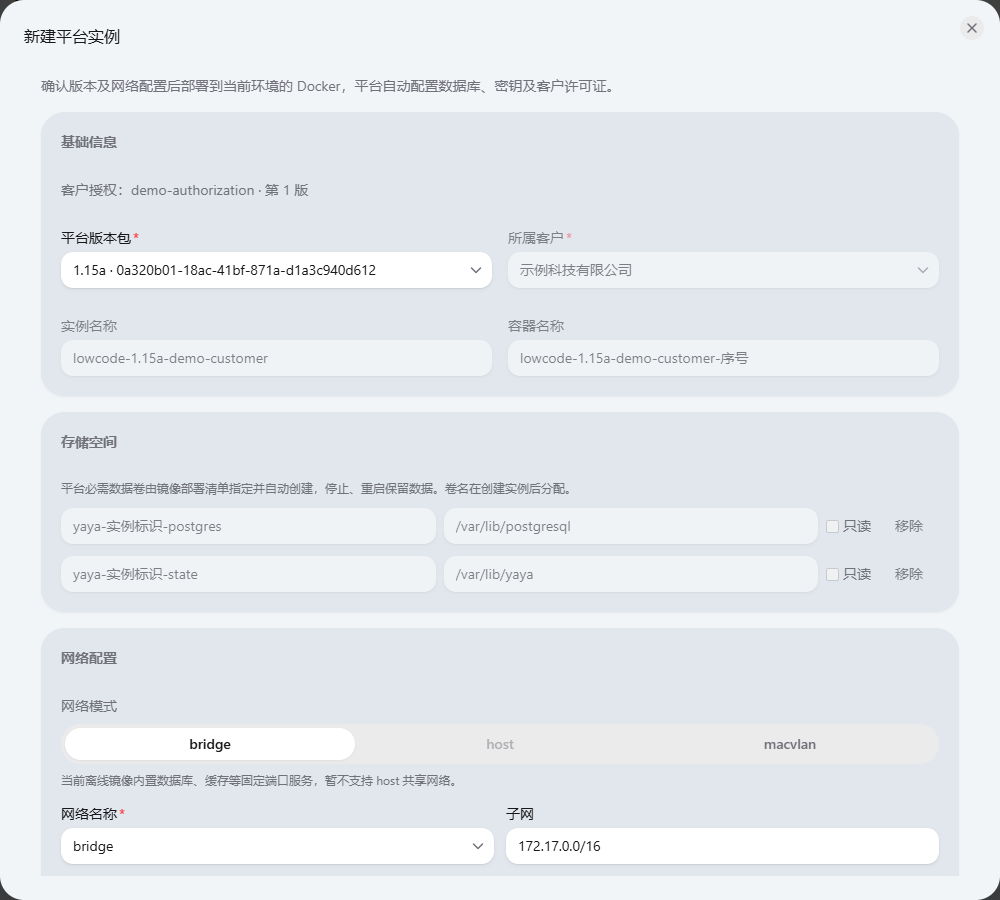 新建平台实例
确认版本及网络配置后部署到当前环境的 Docker，平台自动配置数据库、密钥及客户许可证。
基础信息
客户授权：demo-authorization · 第 1 版
平台版本包*
所属客户*
1.15a · 0a320b01-18ac-41bf-871a-d1a3c940d612
示例科技有限公司
实例名称
容器名称
lowcode-1.15a-demo-customer
lowcode-1.15a-demo-customer-序号
存储空间
平台必需数据卷由镜像部署清单指定并自动创建，停止、重启保留数据。卷名在创建实例后分配。
yaya-实例标识-postgres
/var/lib/postgresql
只读
移除
yaya-实例标识-state
/var/lib/yaya
只读
移除
网络配置
网络模式
bridge
host
macvlan
当前离线镜像内置数据库、缓存等固定端口服务，暂不支持 host 共享网络。
网络名称*
子网
bridge
172.17.0.0/16